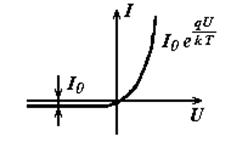 I
I₀
I₀ e^{qU/kT}
U